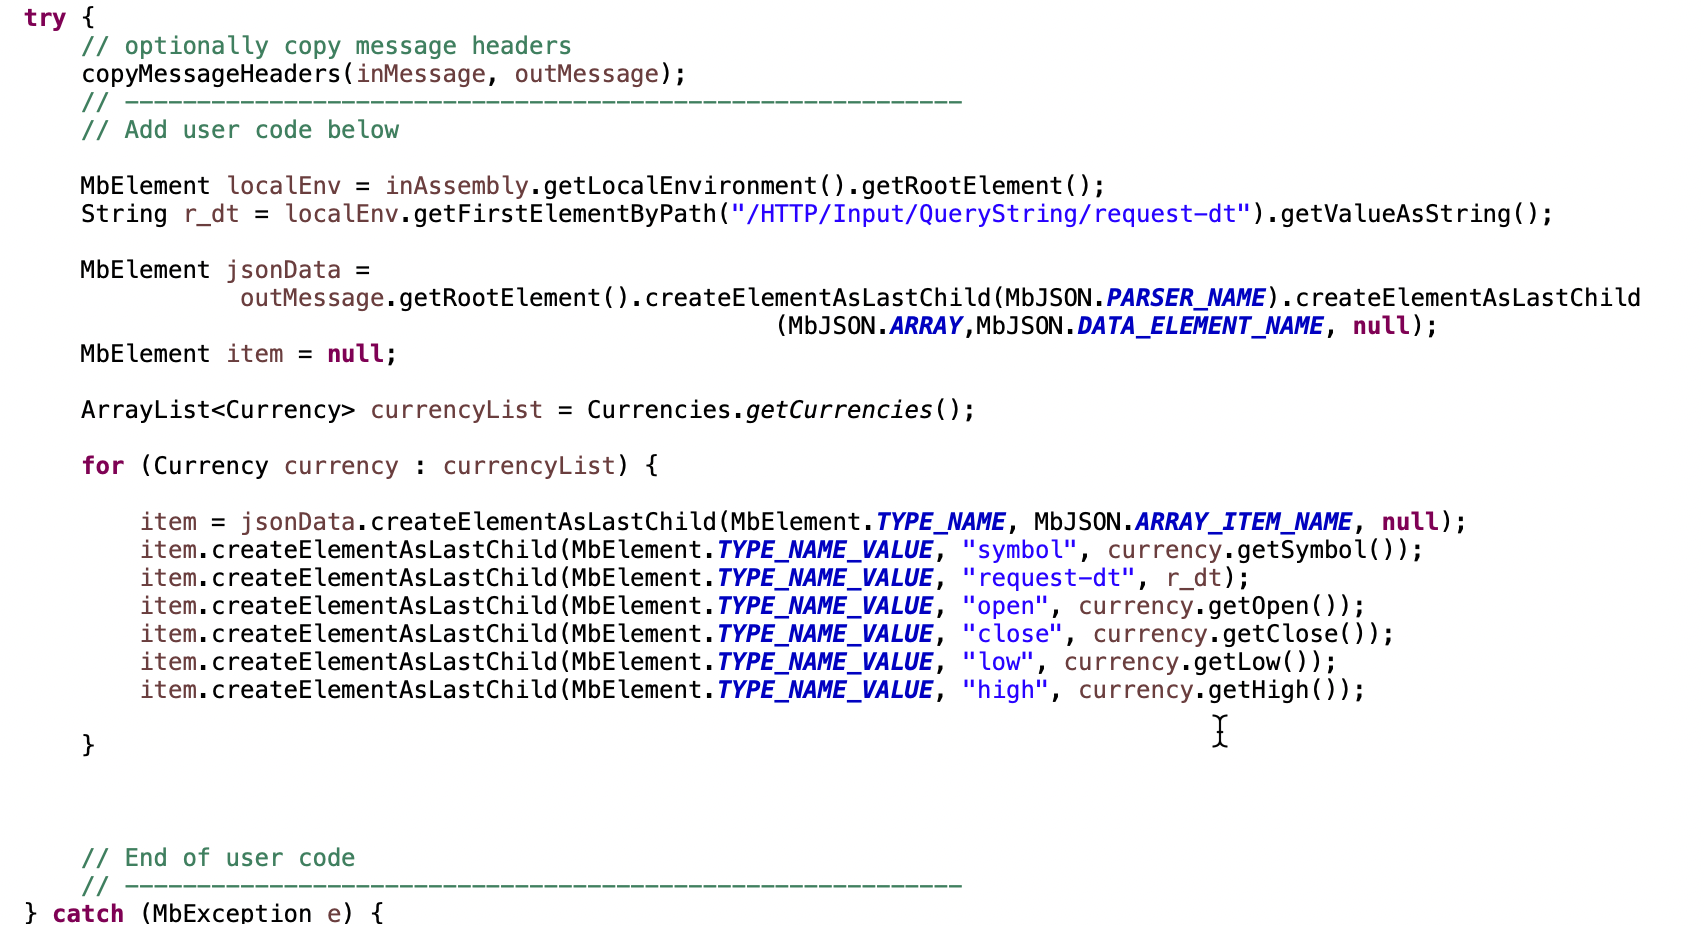 try {
// optionally copy message headers
copyMessageHeaders(inMessage, outMessage);
// ----------------------------------------------------------
// Add user code below
MbElement localEnv = inAssembly.getLocalEnvironment().getRootElement();
String r_dt = localEnv.getFirstElementByPath("/HTTP/Input/QueryString/request-dt").getValueAsString();
MbElement jsonData =
outMessage.getRootElement().createElementAsLastChild(MbJSON.PARSER_NAME).createElementAsLastChild
(MbJSON.ARRAY,MbJSON.DATA_ELEMENT_NAME, null);
MbElement item = null;
ArrayList<Currency> currencyList = Currencies.getCurrencies();
for (Currency currency : currencyList) {
item = jsonData.createElementAsLastChild(MbElement.TYPE_NAME, MbJSON.ARRAY_ITEM_NAME, null);
item.createElementAsLastChild(MbElement.TYPE_NAME_VALUE, "symbol", currency.getSymbol());
item.createElementAsLastChild(MbElement.TYPE_NAME_VALUE, "request-dt", r_dt);
item.createElementAsLastChild(MbElement.TYPE_NAME_VALUE, "open", currency.getOpen());
item.createElementAsLastChild(MbElement.TYPE_NAME_VALUE, "close", currency.getClose());
item.createElementAsLastChild(MbElement.TYPE_NAME_VALUE, "low", currency.getLow());
item.createElementAsLastChild(MbElement.TYPE_NAME_VALUE, "high", currency.getHigh());
}
// End of user code
// ----------------------------------------------------------
} catch (MbException e) {